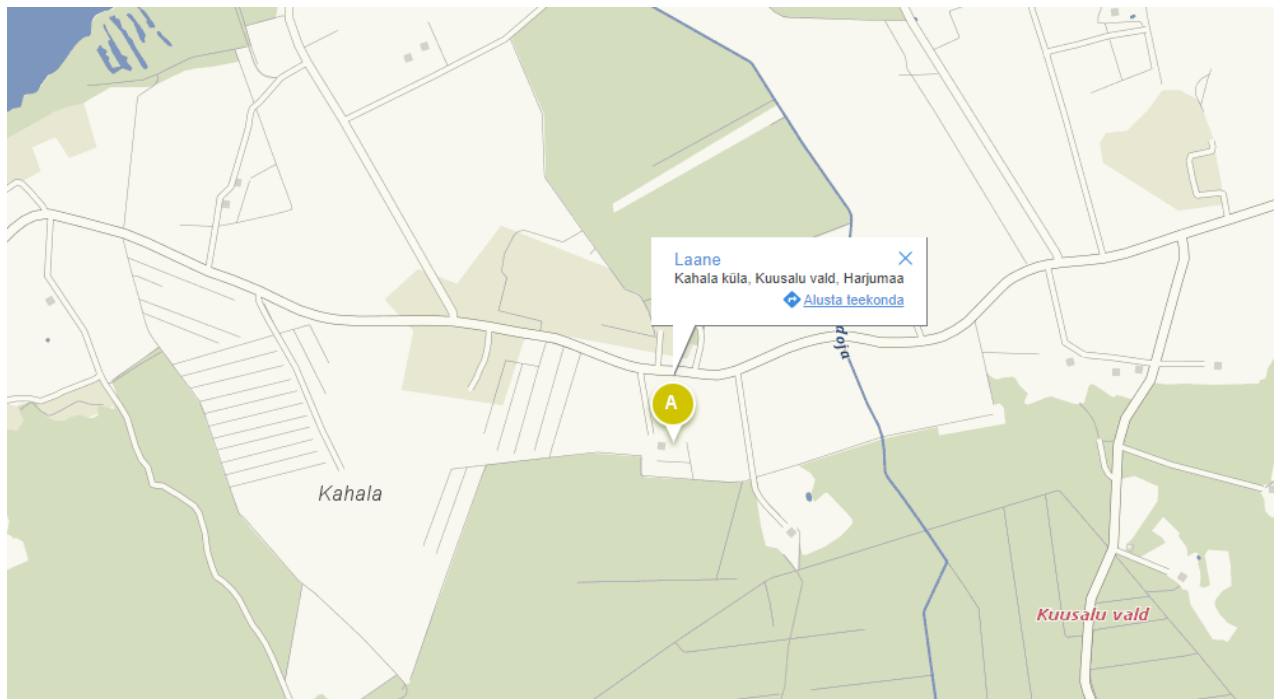 Laane
Kahala küla, Kuusalu vald, Harjumaa
Alusta teekonda
A
Kahala
Kuusalu vald